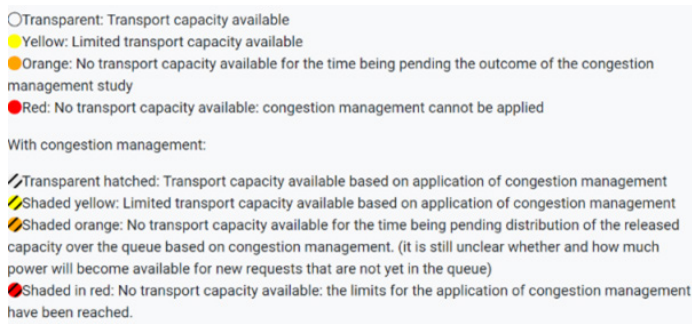 Transparent: Transport capacity available
Yellow: Limited transport capacity available
Orange: No transport capacity available for the time being pending the outcome of the congestion
management study
Red: No transport capacity available: congestion management cannot be applied
With congestion management:
Transparent hatched: Transport capacity available based on application of congestion management
Shaded yellow: Limited transport capacity available based on application of congestion management
Shaded orange: No transport capacity available for the time being pending distribution of the released
capacity over the queue based on congestion management. (it is still unclear whether and how much
power will become available for new requests that are not yet in the queue)
Shaded in red: No transport capacity available: the limits for the application of congestion management
have been reached.